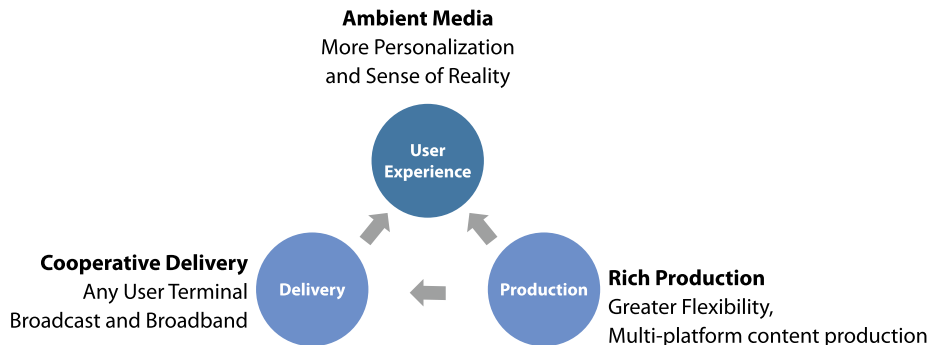 Ambient Media
More Personalization
and Sense of Reality
User
Experience
Cooperative Delivery
Any User Terminal
Broadcast and Broadband
Delivery
Production
Rich Production
Greater Flexibility,
Multi-platform content production